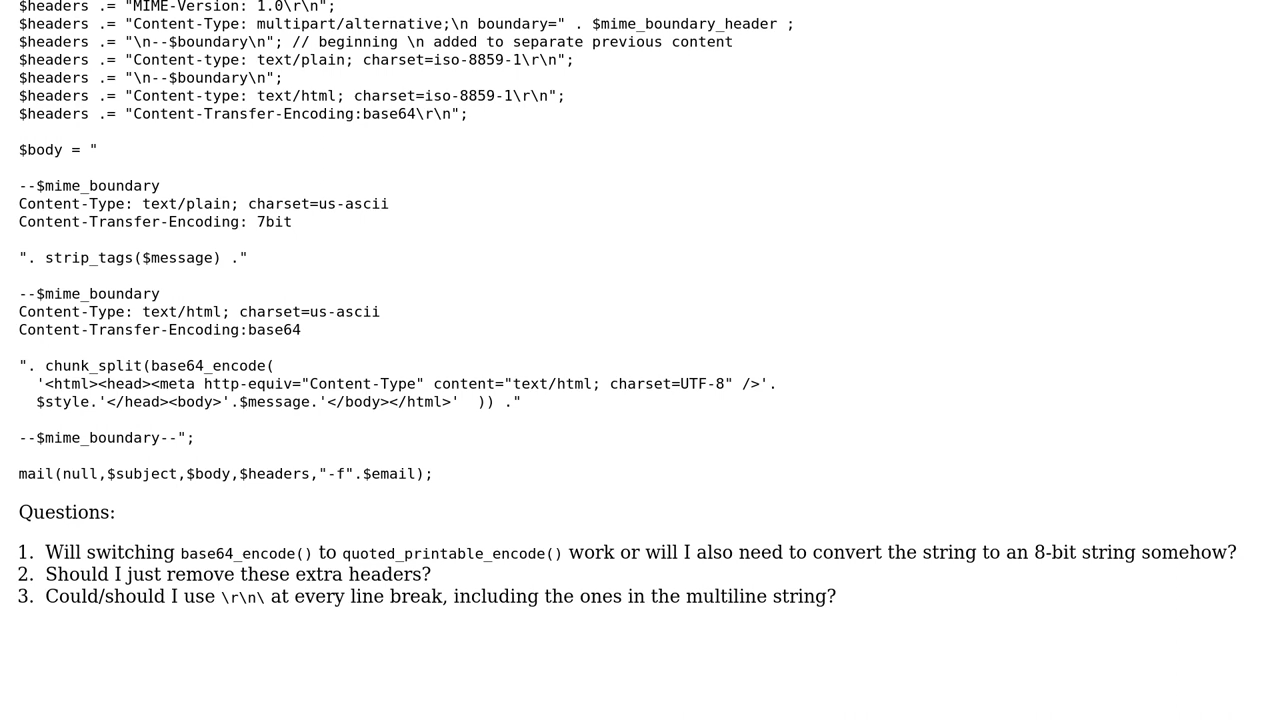 $headers .= "MIME-Version: 1.0\r\n";
$headers .= "Content-Type: multipart/alternative;\n boundary=" . $mime_boundary_header ;
$headers .= "\n--$boundary\n"; // beginning \n added to separate previous content
$headers .= "Content-type: text/plain; charset=iso-8859-1\r\n";
$headers .= "\n--$boundary\n";
$headers .= "Content-type: text/html; charset=iso-8859-1\r\n";
$headers .= "Content-Transfer-Encoding:base64\r\n";
$body = "
--$mime_boundary
Content-Type: text/plain; charset=us-ascii
Content-Transfer-Encoding: 7bit
". strip_tags($message) ."
--$mime_boundary
Content-Type: text/html; charset=us-ascii
Content-Transfer-Encoding:base64
". chunk_split(base64_encode(
'<html><head><meta http-equiv="Content-Type" content="text/html; charset=UTF-8" />'.
$style.'</head><body>'.$message.'</body></html>'  )) ."
--$mime_boundary--";
mail(null,$subject,$body,$headers,"-f".$email);
Questions:
1. Will switching base64_encode() to quoted_printable_encode() work or will I also need to convert the string to an 8-bit string somehow?
2. Should I just remove these extra headers?
3. Could/should I use \r\n\ at every line break, including the ones in the multiline string?